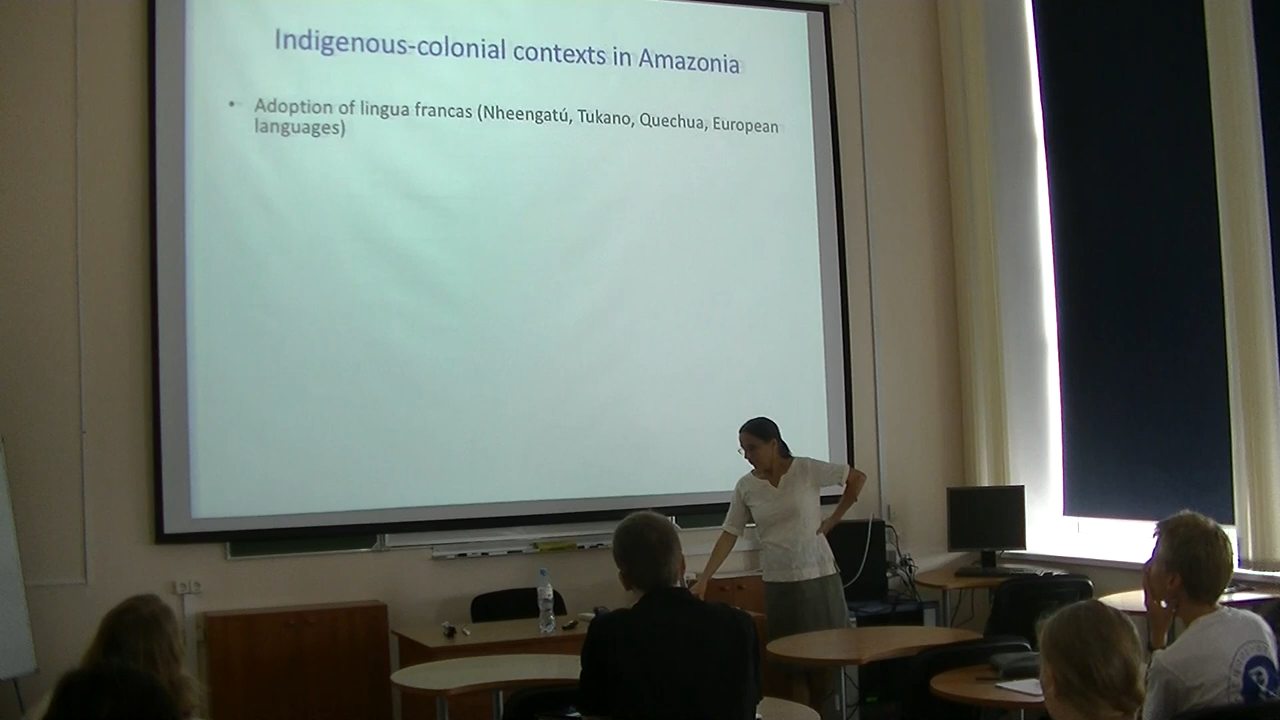 Indigenous-colonial contexts in Amazonia
• Adoption of lingua francas (Nheengatú, Tukano, Quechua, European
languages)